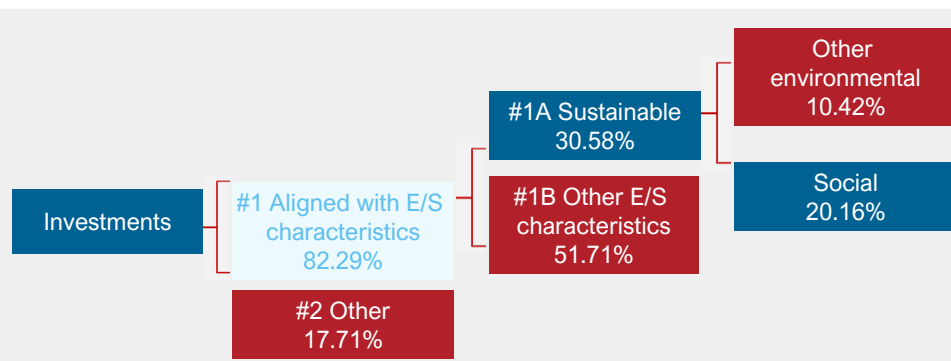 Investments
#1 Aligned with E/S
characteristics
82.29%
#2 Other
17.71%
#1A Sustainable
30.58%
#1B Other E/S
characteristics
51.71%
Other
environmental
10.42%
Social
20.16%